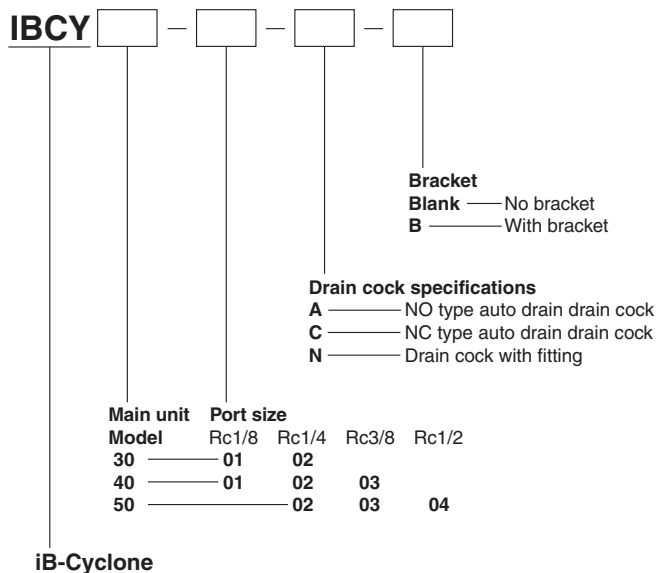 IBCY – – –
Bracket
Blank No bracket
B With bracket
Drain cock specifications
A NO type auto drain drain cock
C NC type auto drain drain cock
N Drain cock with fitting
Main unit Port size
Model Rc1/8 Rc1/4 Rc3/8 Rc1/2
30 01 02
40 01 02 03
50 02 03 04
iB-Cyclone